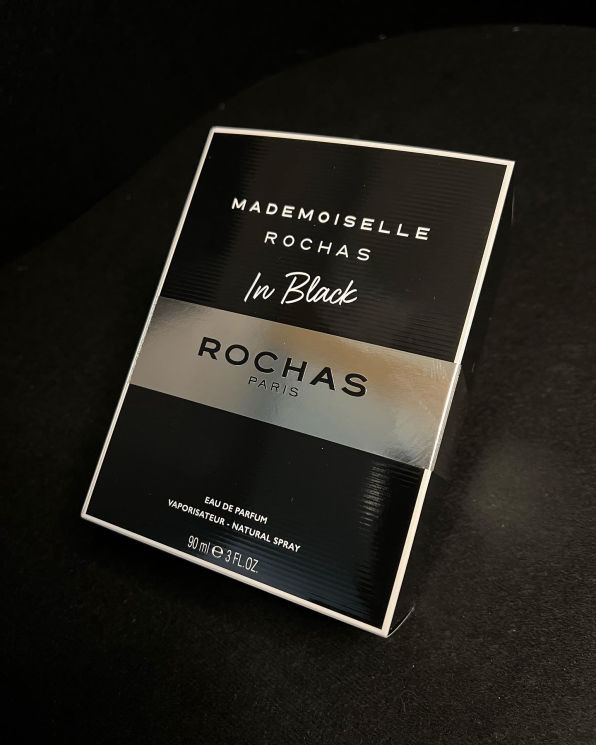 MADEMOISELLE
ROCHAS
In Black
ROCHAS
PARIS
EAU DE PARFUM
VAPORISATEUR - NATURAL SPRAY
90 ml ℮ 3 FL.OZ.